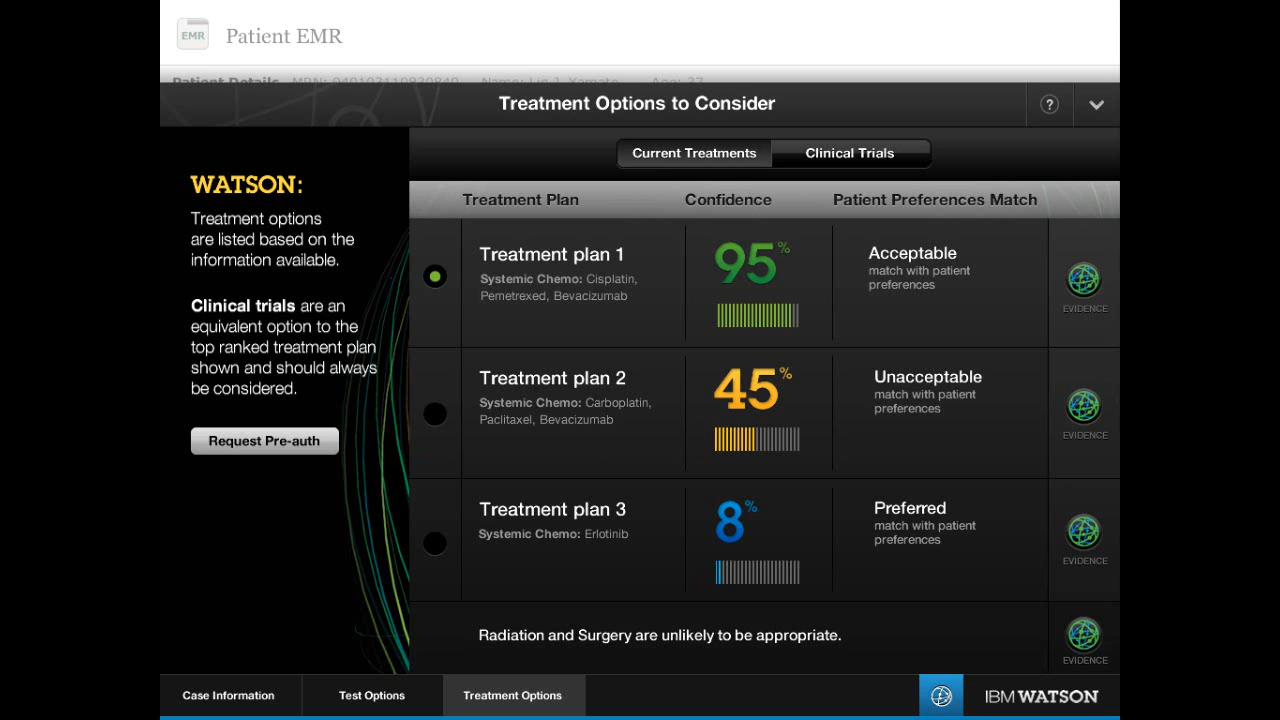 EMR
Patient EMR
Patient Details
Treatment Options to Consider
?
Current Treatments
Clinical Trials
WATSON:
Treatment options
are listed based on the
information available.
Clinical trials are an
equivalent option to the
top ranked treatment plan
shown and should always
be considered.
Request Pre-auth
Treatment Plan
Confidence
Patient Preferences Match
Treatment plan 1
Systemic Chemo: Cisplatin,
Pemetrexed, Bevacizumab
95%
Acceptable
match with patient
preferences
EVIDENCE
Treatment plan 2
Systemic Chemo: Carboplatin,
Paclitaxel, Bevacizumab
45%
Unacceptable
match with patient
preferences
EVIDENCE
Treatment plan 3
Systemic Chemo: Erlotinib
8%
Preferred
match with patient
preferences
EVIDENCE
Radiation and Surgery are unlikely to be appropriate.
EVIDENCE
Case Information
Test Options
Treatment Options
IBM WATSON